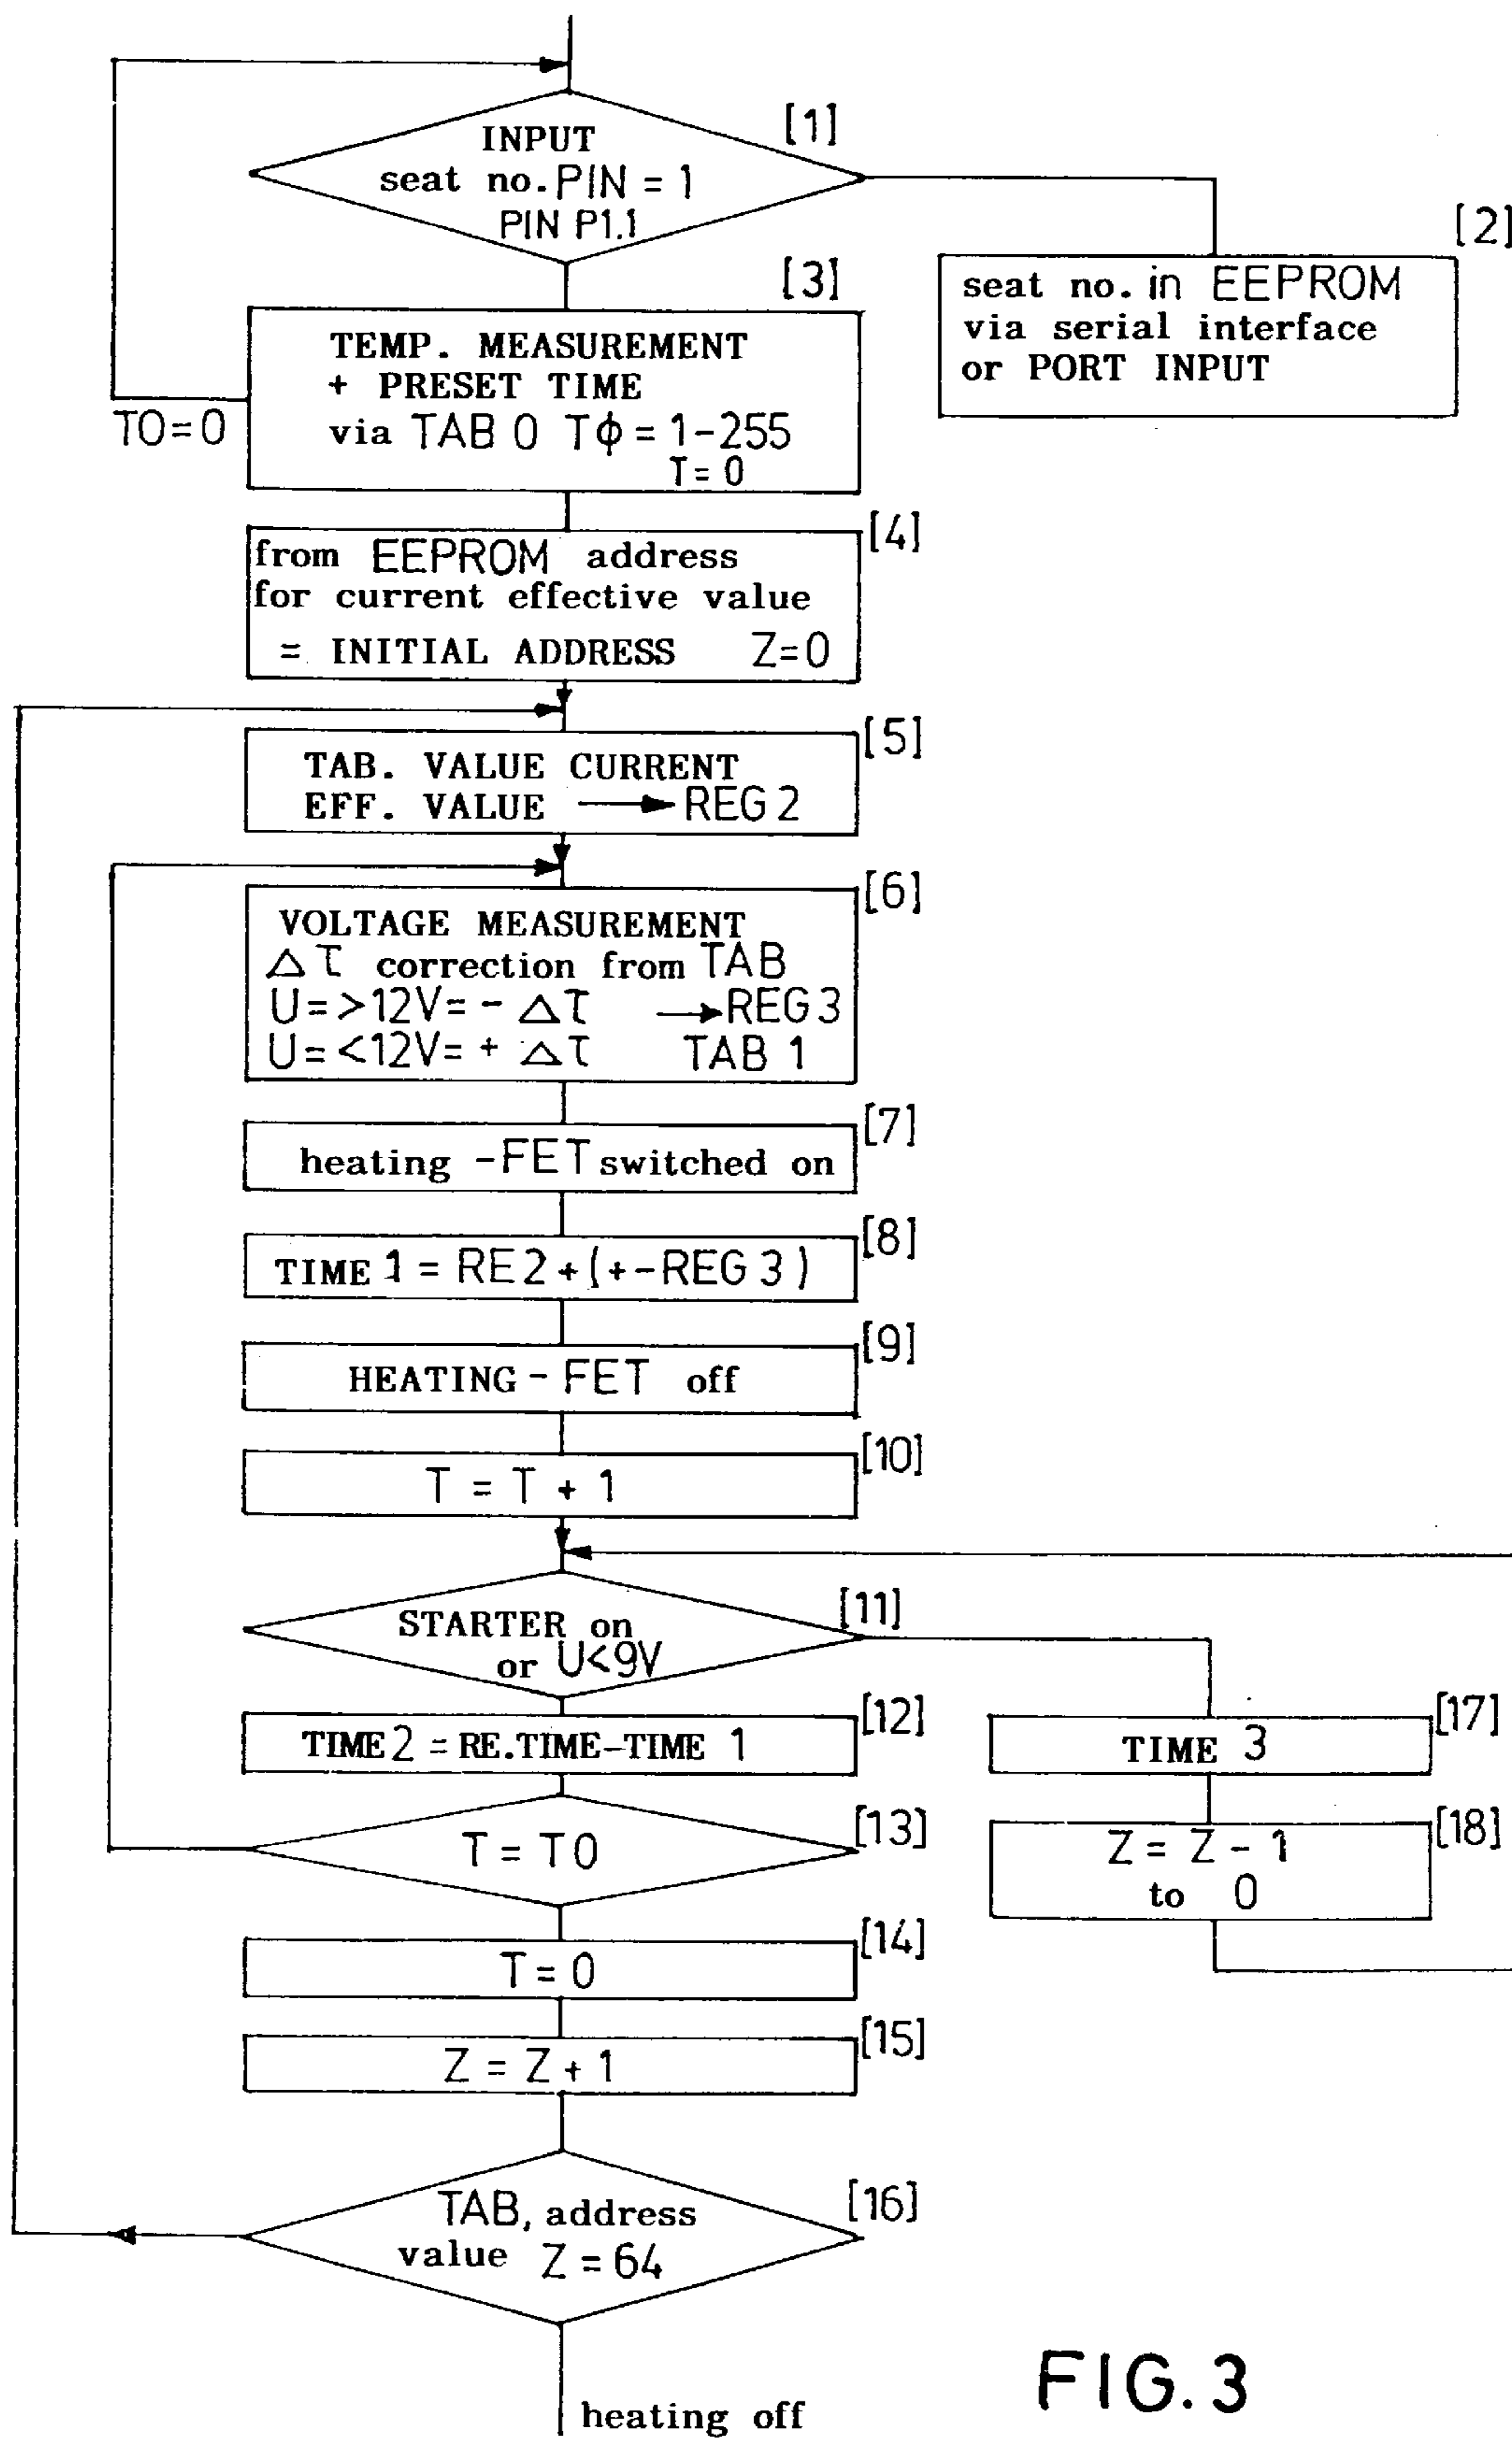 [1]
INPUT
seat no. PIN = 1
PIN P1.1
[2]
seat no. in EEPROM
via serial interface
or PORT INPUT
[3]
TEMP. MEASUREMENT
+ PRESET TIME
via TAB 0 Tϕ = 1-255
T = 0
TO=0
[4]
from EEPROM address
for current effective value
= INITIAL ADDRESS Z=0
[5]
TAB. VALUE CURRENT
EFF. VALUE → REG 2
[6]
VOLTAGE MEASUREMENT
Δτ correction from TAB
U=>12V= - Δτ → REG 3
U=<12V= + Δτ TAB 1
[7]
heating -FET switched on
[8]
TIME 1 = RE2+(+-REG 3)
[9]
HEATING - FET off
[10]
T = T + 1
[11]
STARTER on
or U<9V
[12]
TIME 2 = RE.TIME-TIME 1
[17]
TIME 3
[13]
T = TO
[18]
Z = Z - 1
to 0
[14]
T = 0
[15]
Z = Z + 1
[16]
TAB, address
value Z = 64
heating off
FIG. 3